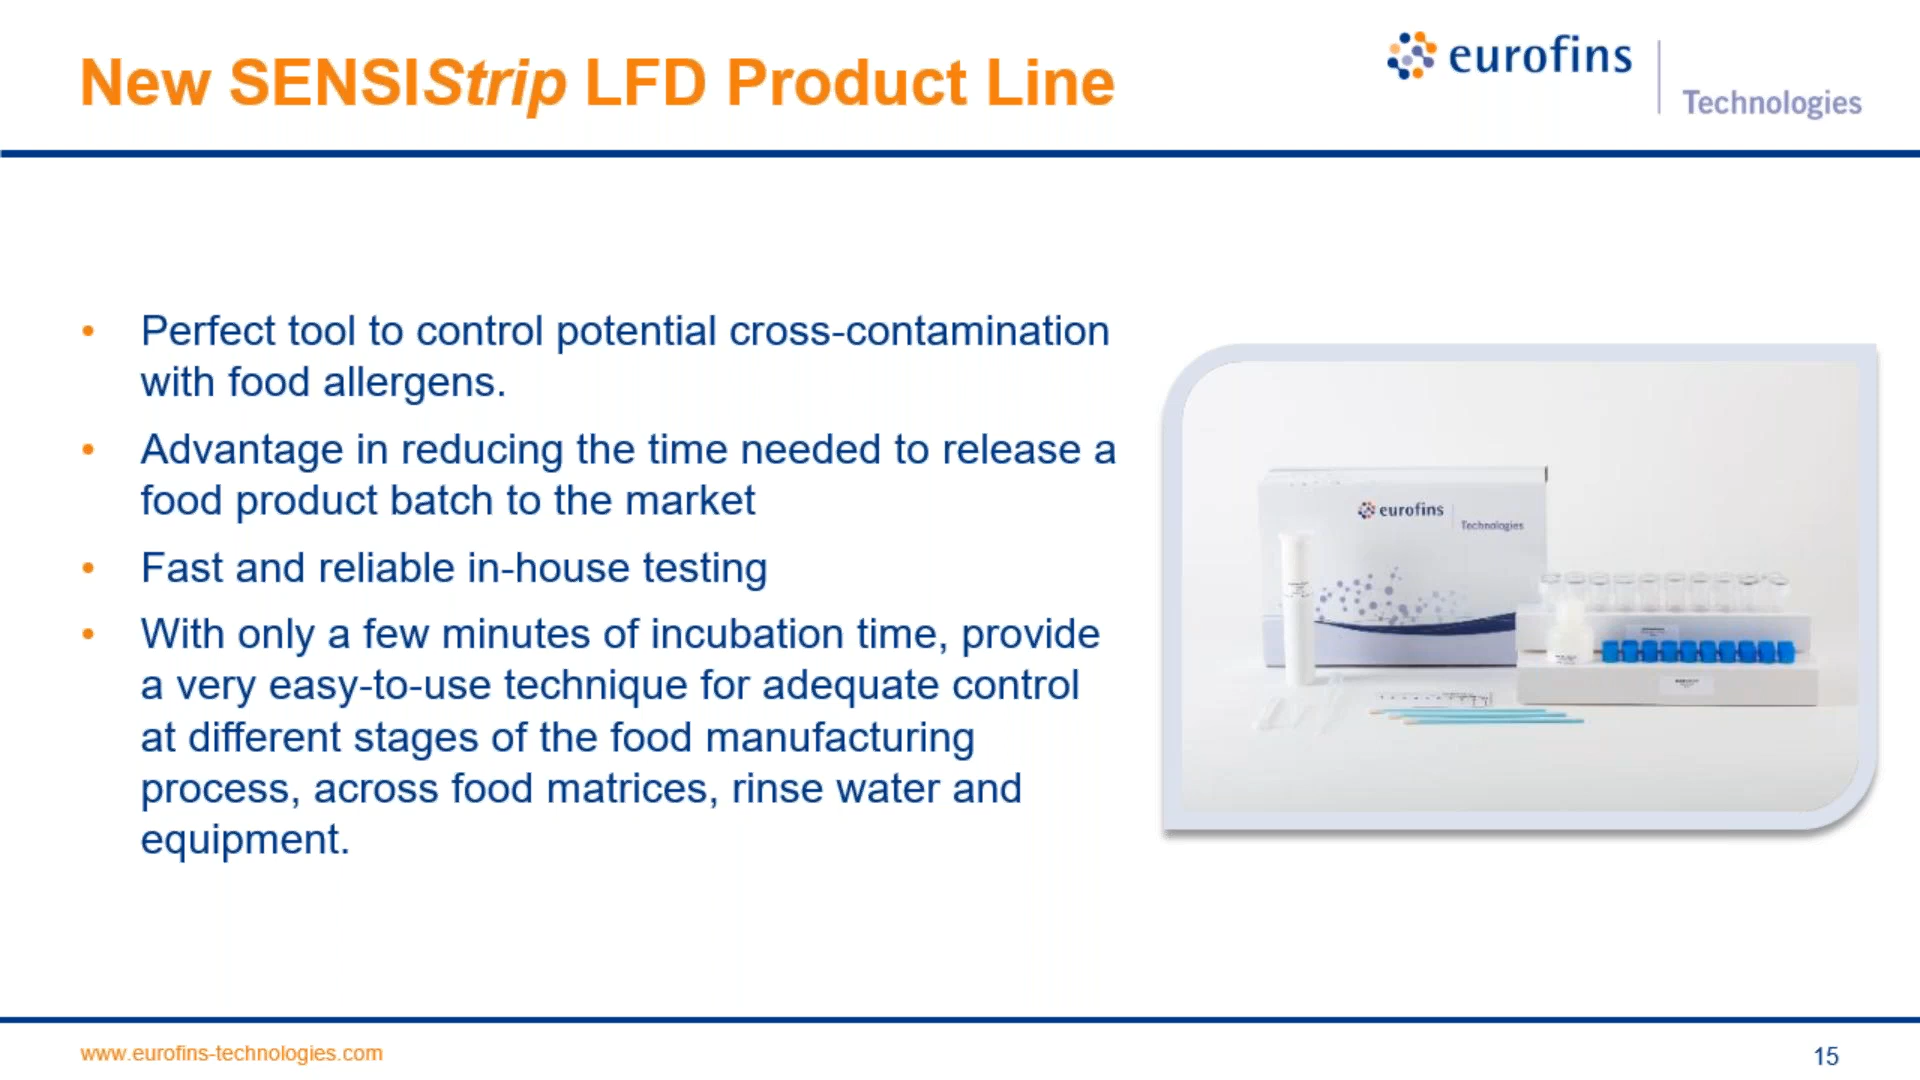 New SENSIStrip LFD Product Line
eurofins
Technologies
• Perfect tool to control potential cross-contamination
with food allergens.
• Advantage in reducing the time needed to release a
food product batch to the market
• Fast and reliable in-house testing
• With only a few minutes of incubation time, provide
a very easy-to-use technique for adequate control
at different stages of the food manufacturing
process, across food matrices, rinse water and
equipment.
eurofins
Technologies
www.eurofins-technologies.com
15